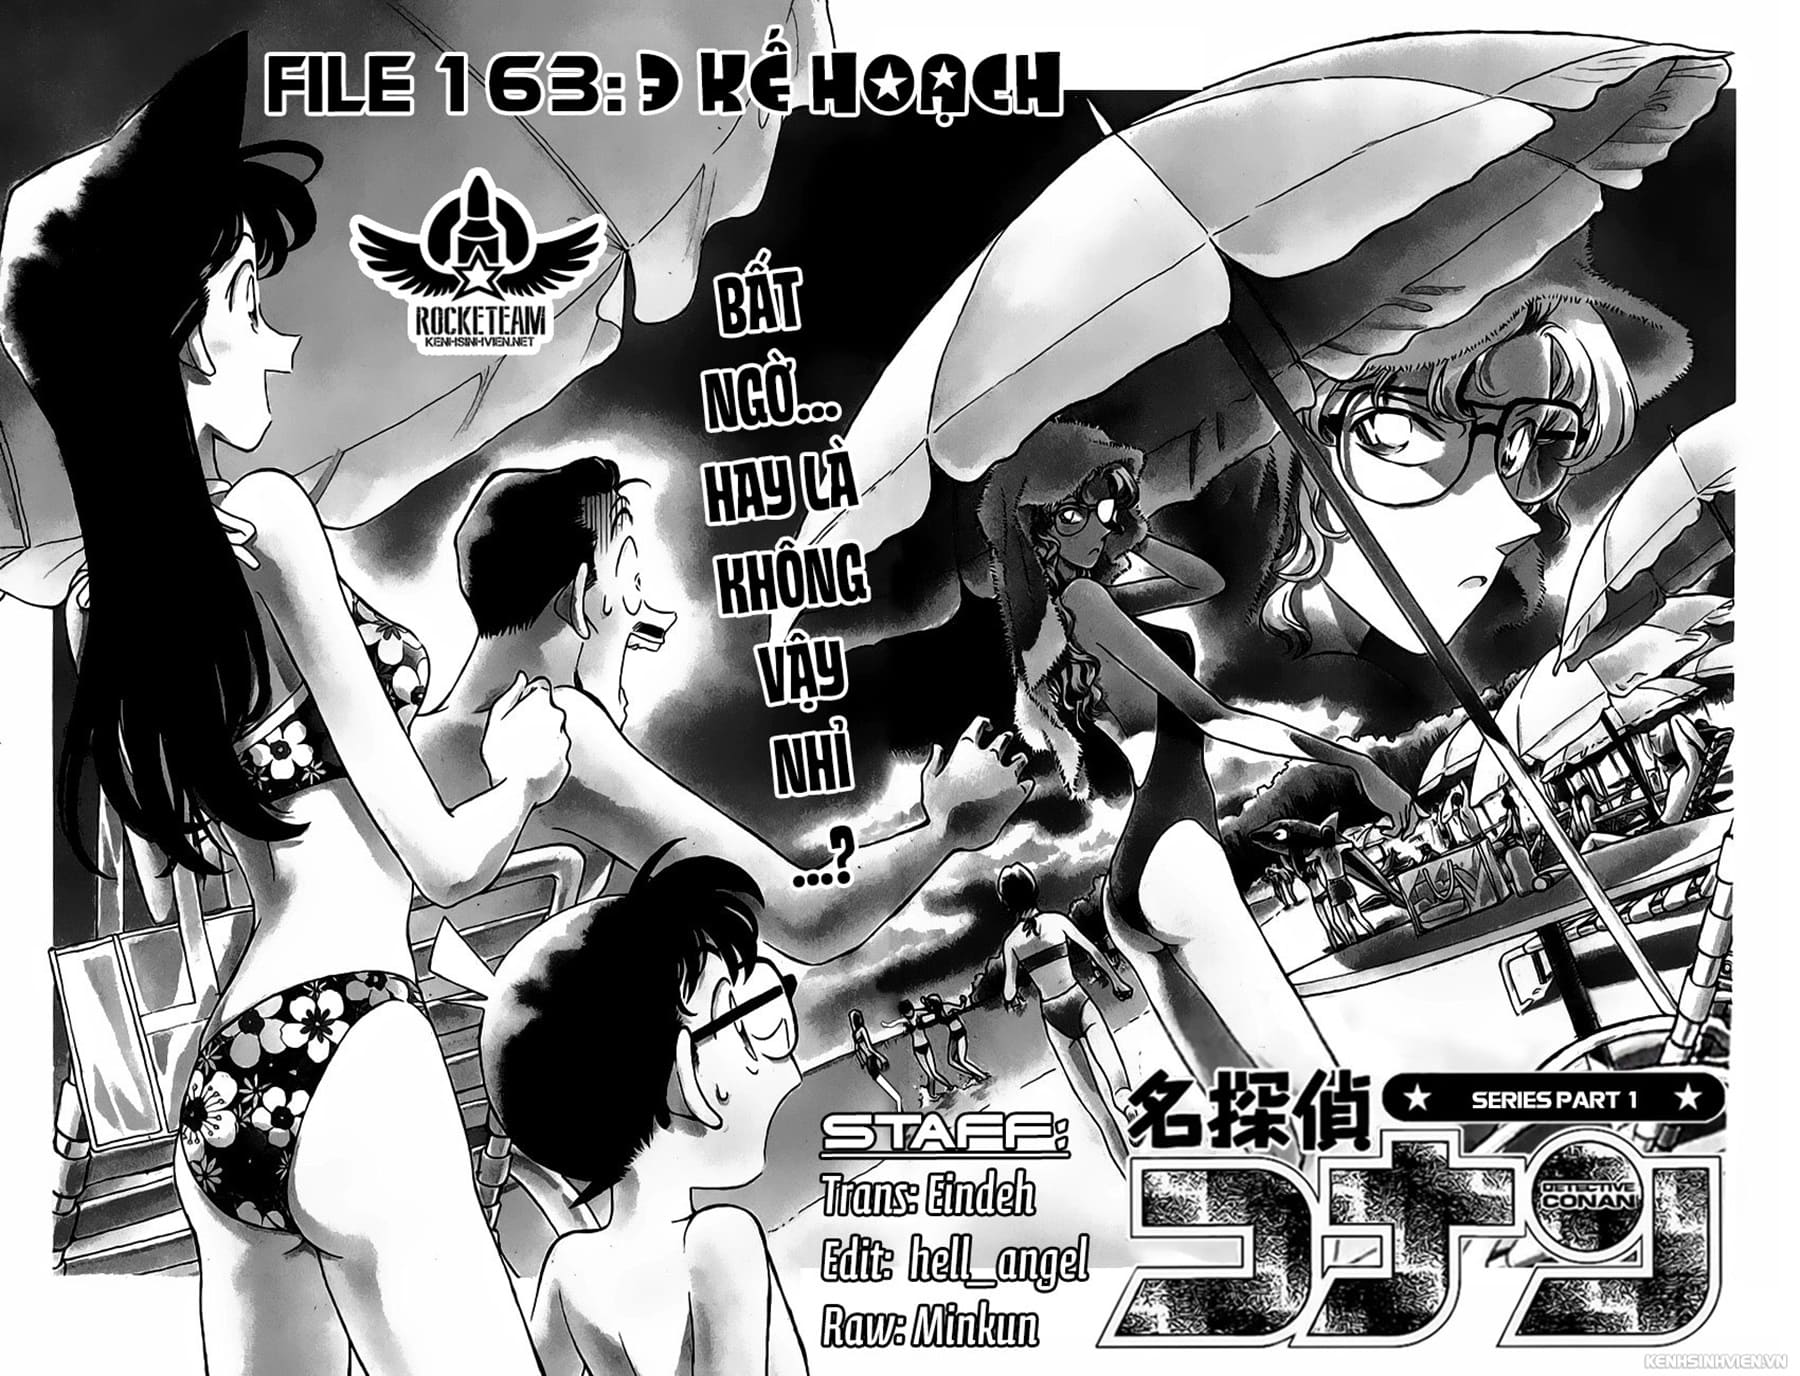 FILE 163: 3 KẾ HOẠCH
ROCKETEAM
KENHSINHVIEN.NET
BẤT
NGỜ...
HAY LÀ
KHÔNG
VẬY
NHỈ
...?
STAFF:
Trans: Eindeh
Edit: hell_angel
Raw: Minkun
名探偵
SERIES PART 1
コナン
DETECTIVE
CONAN
KENHSINHVIEN.VN